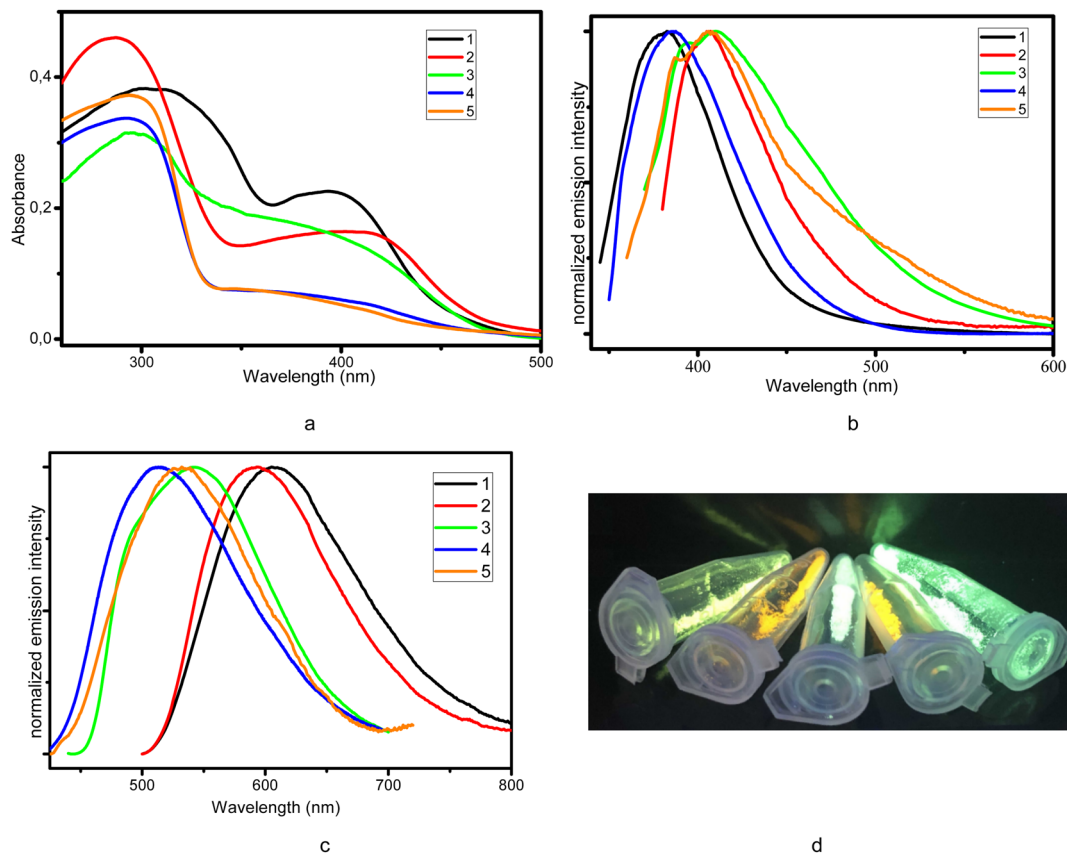 1
2
3
4
5
0,4
0,2
0,0
Absorbance
300
400
500
Wavelength (nm)
a
1
2
3
4
5
normalized emission intensity
400
500
600
Wavelength (nm)
b
1
2
3
4
5
normalized emission intensity
500
600
700
800
Wavelength (nm)
c
d